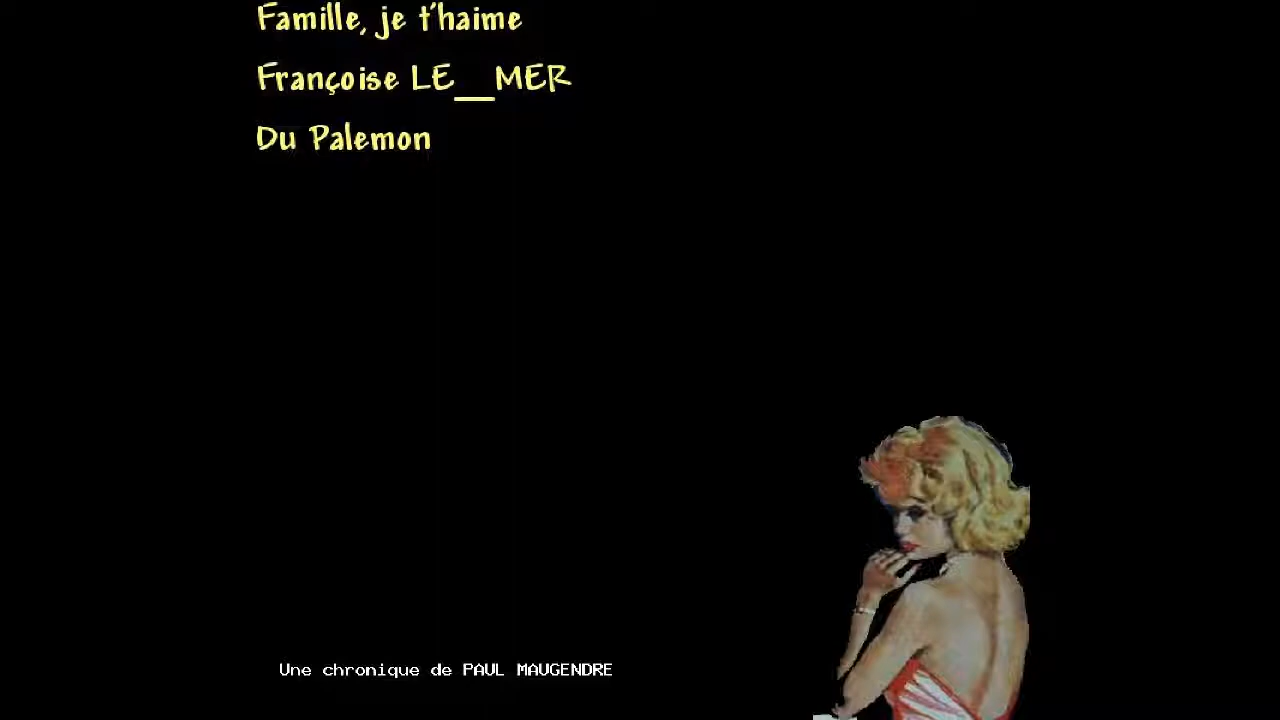 Famille, je t'haime
Françoise LE__MER
Du Palemon
Une chronique de PAUL MAUGENDRE